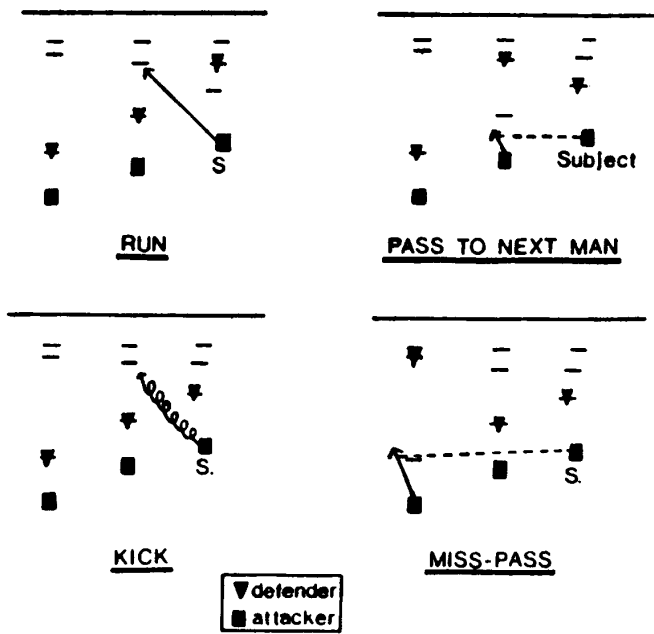 S
RUN
Subject
PASS TO NEXT MAN
S.
KICK
S.
MISS-PASS
defender
attacker